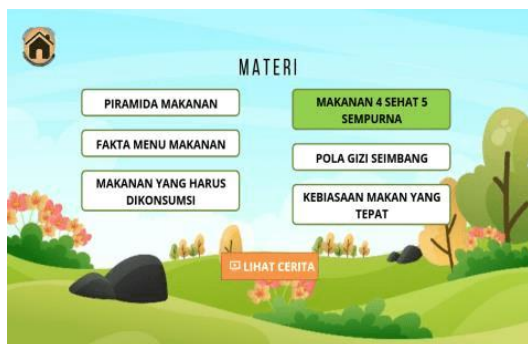 MATERI
PIRAMIDA MAKANAN
FAKTA MENU MAKANAN
MAKANAN YANG HARUS
DIKONSUMSI
MAKANAN 4 SEHAT 5
SEMPURNA
POLA GIZI SEIMBANG
KEBIASAAN MAKAN YANG
TEPAT
LIHAT CERITA